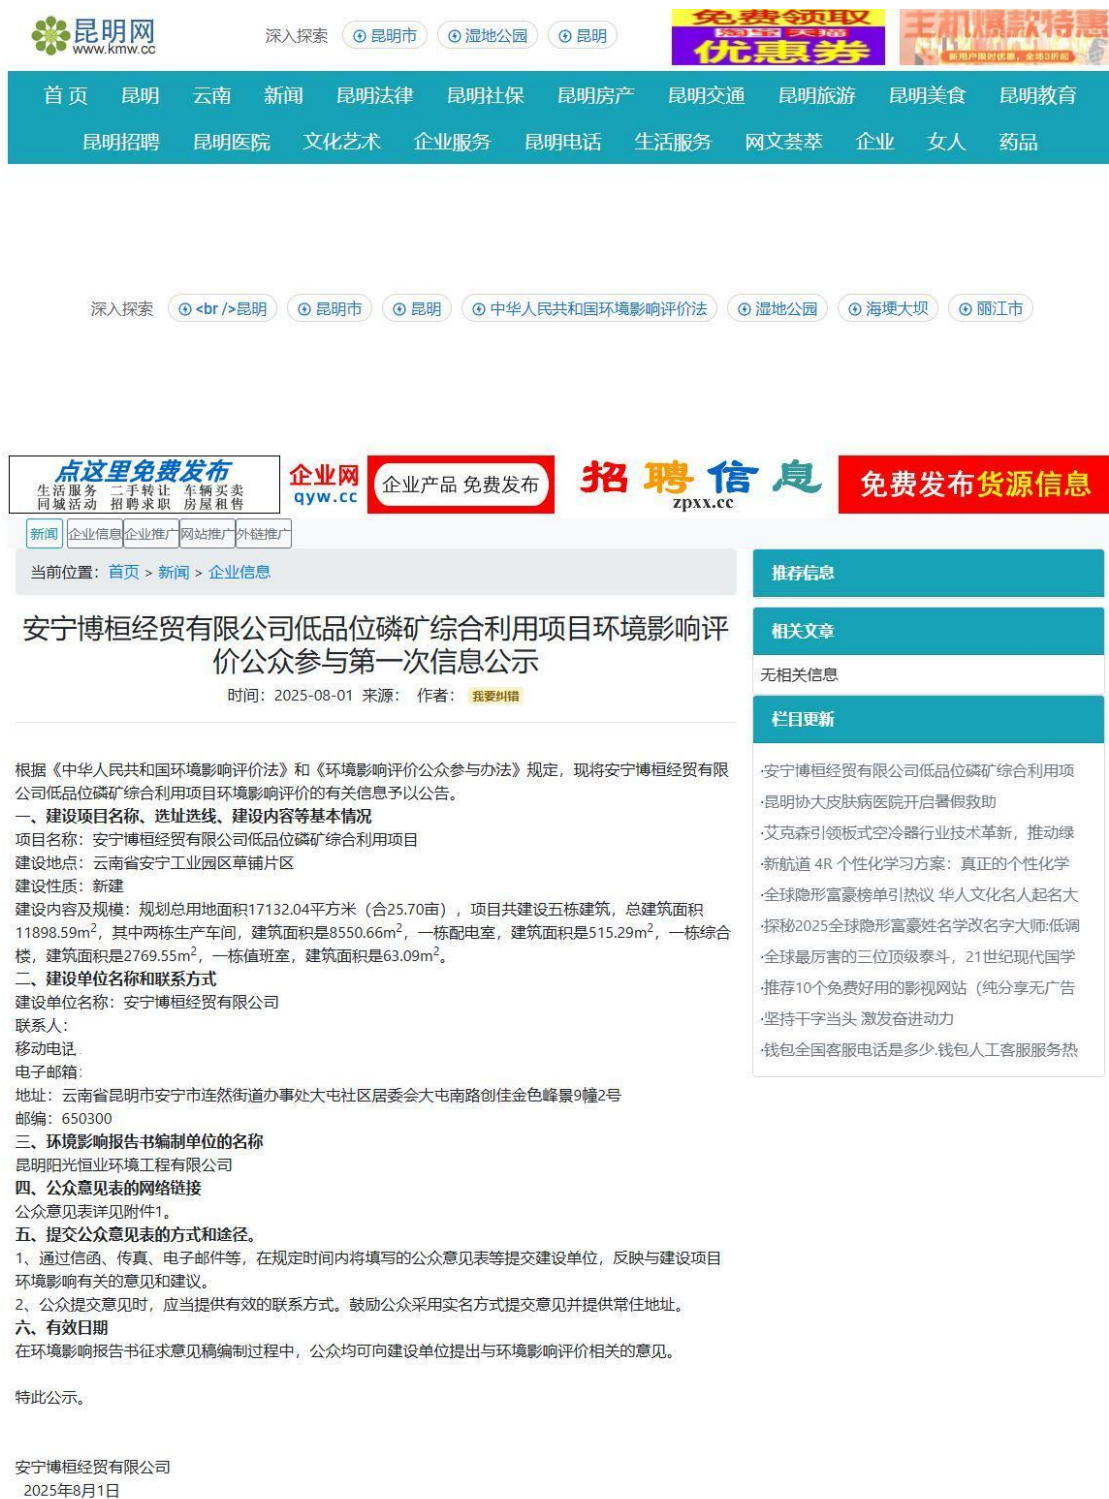 昆明网
www.kmw.cc
深入探索 昆明市 湿地公园 昆明
免费领取
淘宝天猫
优惠券
主机爆款特惠
新用户限时优惠，全场3折起
首页 昆明 云南 新闻 昆明法律 昆明社保 昆明房产 昆明交通 昆明旅游 昆明美食 昆明教育
昆明招聘 昆明医院 文化艺术 企业服务 昆明电话 生活服务 网文荟萃 企业 女人 药品
深入探索 <br />昆明 昆明市 昆明 中华人民共和国环境影响评价法 湿地公园 海埂大坝 丽江市
点这里免费发布
生活服务 二手转让 车辆买卖
同城活动 招聘求职 房屋租售
企业网
qyw.cc
企业产品 免费发布
招聘信息
zpxx.cc
免费发布货源信息
新闻 企业信息 企业推广 网站推广 外链推广
当前位置：首页 > 新闻 > 企业信息
安宁博桓经贸有限公司低品位磷矿综合利用项目环境影响评
价公众参与第一次信息公示
时间：2025-08-01 来源： 作者： 我要纠错
根据《中华人民共和国环境影响评价法》和《环境影响评价公众参与办法》规定，现将安宁博桓经贸有限
公司低品位磷矿综合利用项目环境影响评价的有关信息予以公告。
一、建设项目名称、选址选线、建设内容等基本情况
项目名称：安宁博桓经贸有限公司低品位磷矿综合利用项目
建设地点：云南省安宁工业园区草铺片区
建设性质：新建
建设内容及规模：规划总用地面积17132.04平方米（合25.70亩），项目共建设五栋建筑，总建筑面积
11898.59m²，其中两栋生产车间，建筑面积是8550.66m²，一栋配电室，建筑面积是515.29m²，一栋综合
楼，建筑面积是2769.55m²，一栋值班室，建筑面积是63.09m²。
二、建设单位名称和联系方式
建设单位名称：安宁博桓经贸有限公司
联系人：
移动电话
电子邮箱：
地址：云南省昆明市安宁市连然街道办事处大屯社区居委会大屯南路创佳金色峰景9幢2号
邮编：650300
三、环境影响报告书编制单位的名称
昆明阳光恒业环境工程有限公司
四、公众意见表的网络链接
公众意见表详见附件1。
五、提交公众意见表的方式和途径。
1、通过信函、传真、电子邮件等，在规定时间内将填写的公众意见表等提交建设单位，反映与建设项目
环境影响有关的意见和建议。
2、公众提交意见时，应当提供有效的联系方式。鼓励公众采用实名方式提交意见并提供常住地址。
六、有效日期
在环境影响报告书征求意见稿编制过程中，公众均可向建设单位提出与环境影响评价相关的意见。
特此公示。
安宁博桓经贸有限公司
2025年8月1日
推荐信息
相关文章
无相关信息
栏目更新
·安宁博桓经贸有限公司低品位磷矿综合利用项
·昆明协大皮肤病医院开启暑假救助
·艾克森引领板式空冷器行业技术革新，推动绿
·新航道 4R 个性化学习方案：真正的个性化学
·全球隐形富豪榜单引热议 华人文化名人起名大
·探秘2025全球隐形富豪姓名学改名字大师:低调
·全球最厉害的三位顶级泰斗，21世纪现代国学
·推荐10个免费好用的影视网站（纯分享无广告
·坚持干字当头 激发奋进动力
·钱包全国客服电话是多少.钱包人工客服服务热